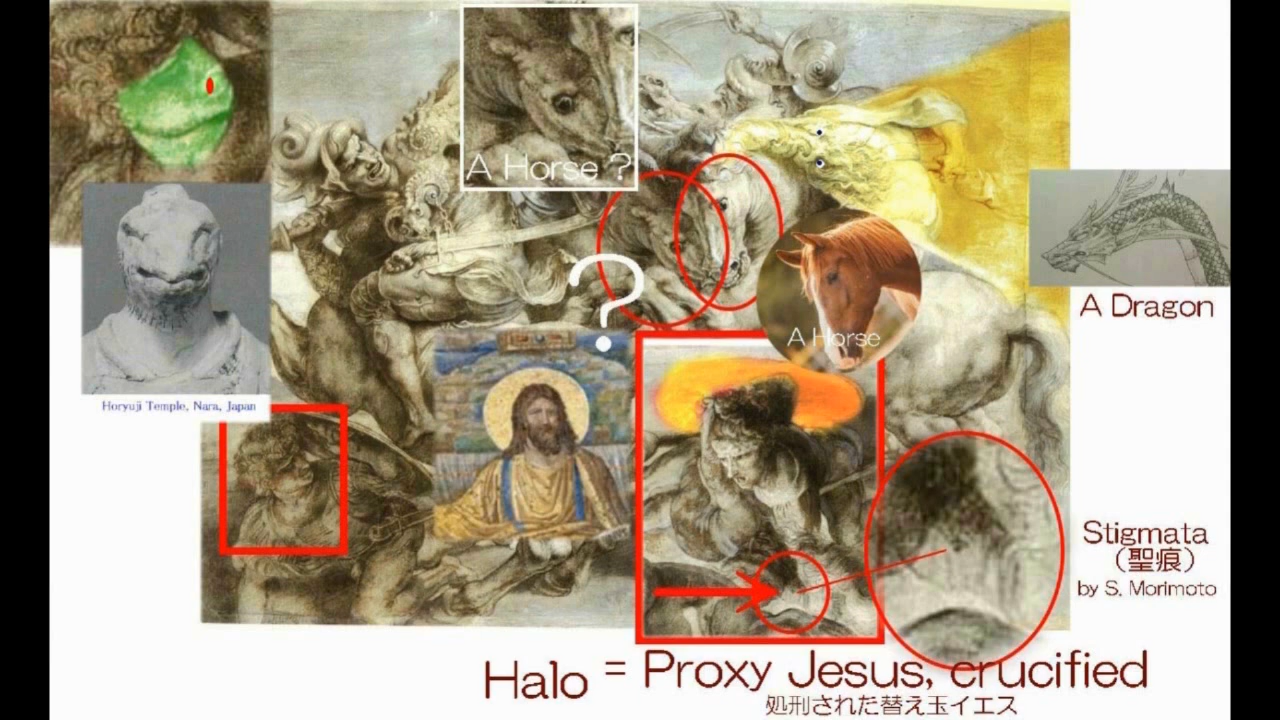 A Horse ?
A Horse
A Dragon
Horyuji Temple, Nara, Japan
?
Stigmata
（聖痕）
by S. Morimoto
Halo = Proxy Jesus, crucified
処刑された替え玉イエス